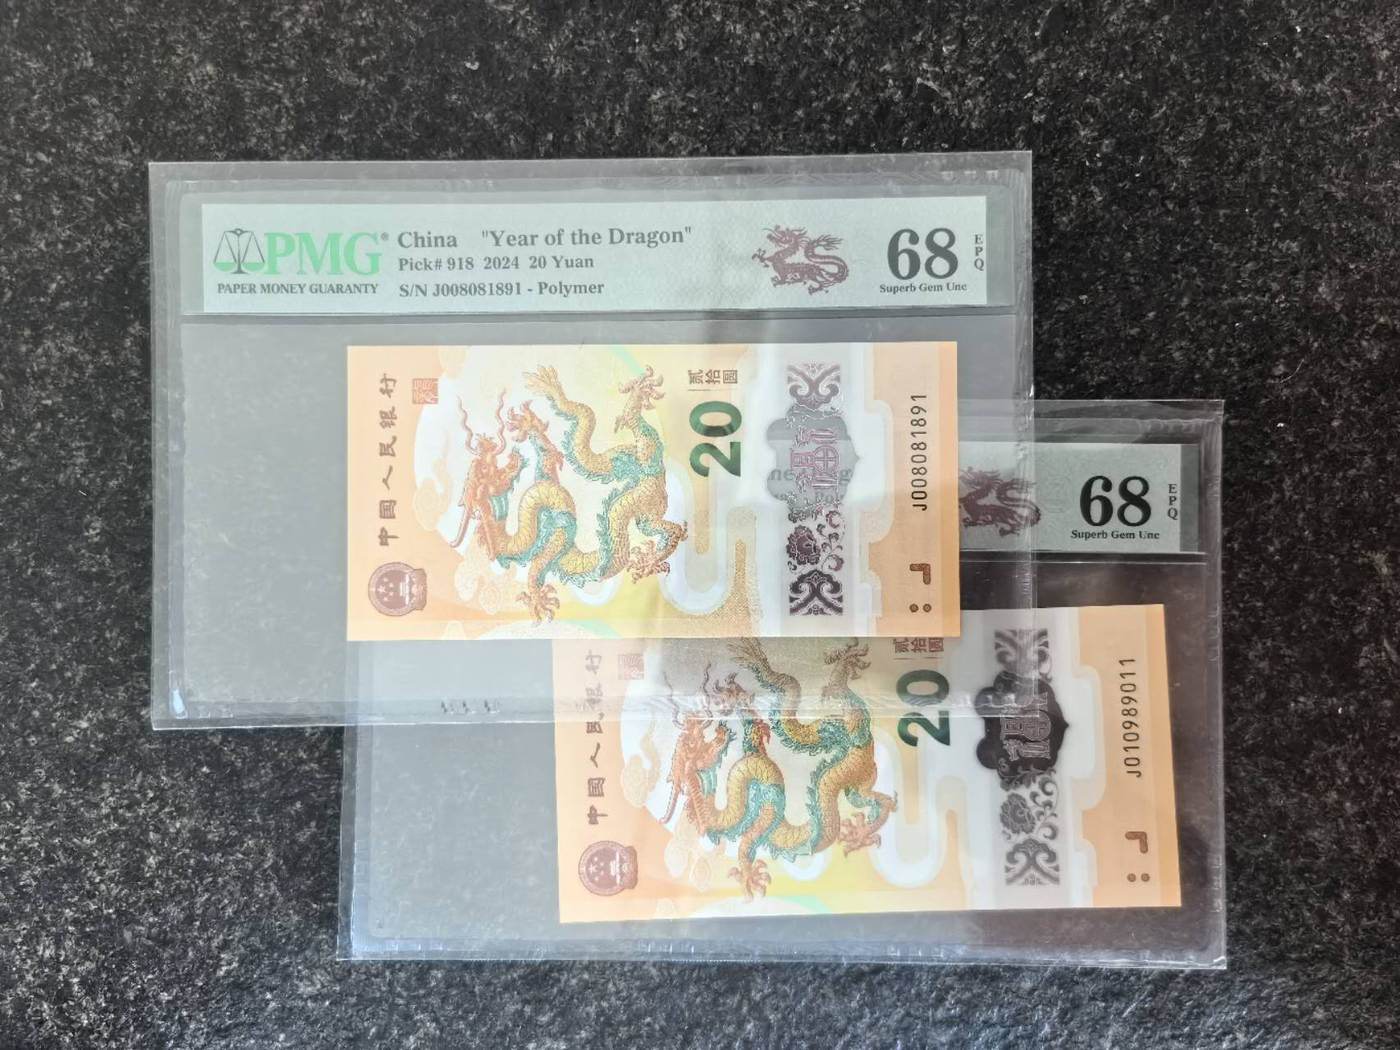 PMG®
PAPER MONEY GUARANTY
China "Year of the Dragon"
Pick# 918 2024 20 Yuan
S/N J008081891 - Polymer
68
EPQ
Superb Gem Unc
中国人民银行
贰拾圆
20
福
J008081891
68
EPQ
Superb Gem Unc
中国人民银行
贰拾圆
20
福
J010989011